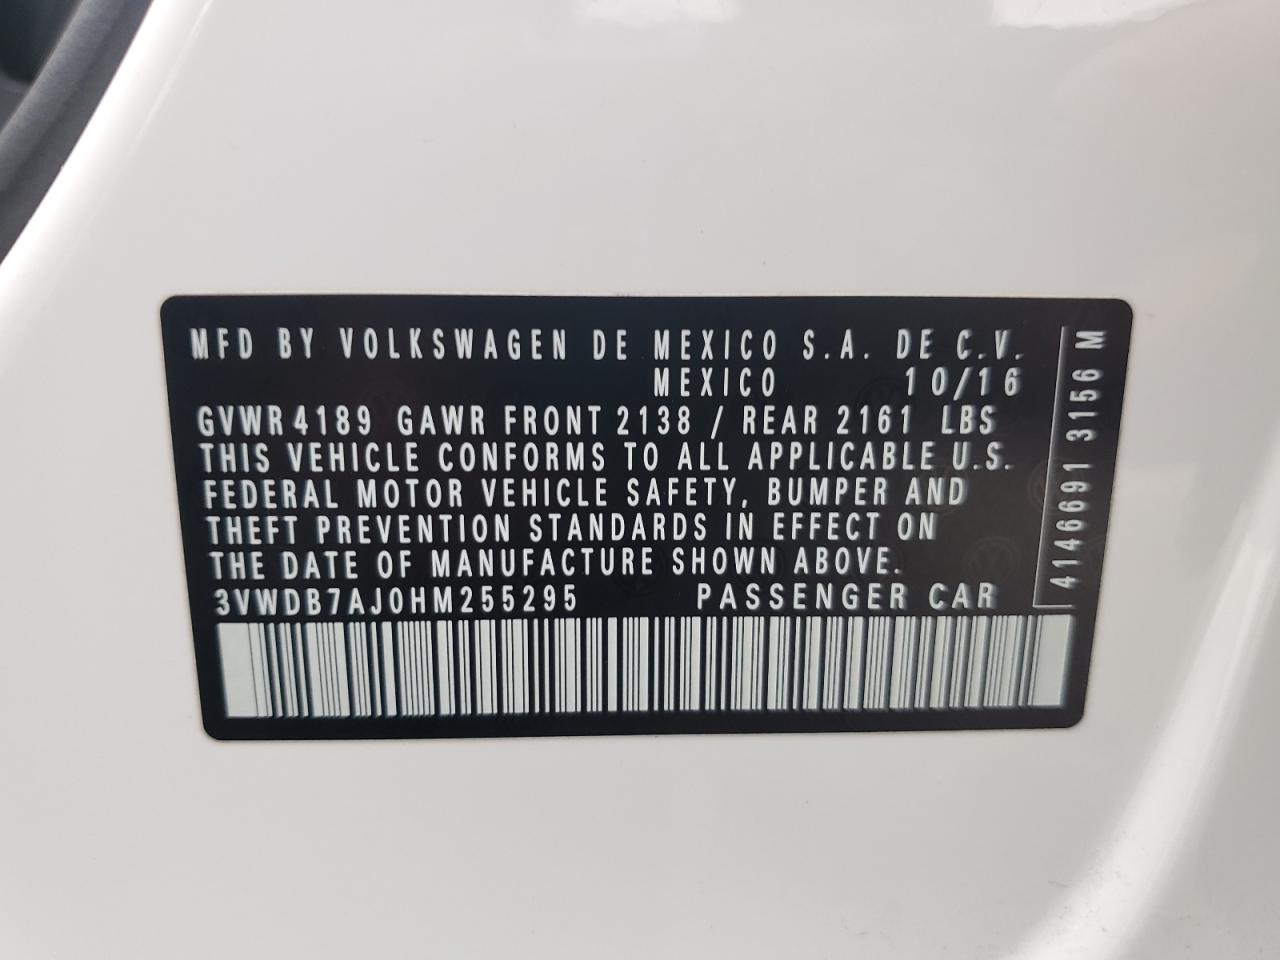 MFD BY VOLKSWAGEN DE MEXICO S.A. DE C.V.
MEXICO 10/16
GVWR 4189 GAWR FRONT 2138 / REAR 2161 LBS
THIS VEHICLE CONFORMS TO ALL APPLICABLE U.S.
FEDERAL MOTOR VEHICLE SAFETY, BUMPER AND
THEFT PREVENTION STANDARDS IN EFFECT ON
THE DATE OF MANUFACTURE SHOWN ABOVE.
3VWDB7AJ0HM255295 PASSENGER CAR
4146691 3156 M